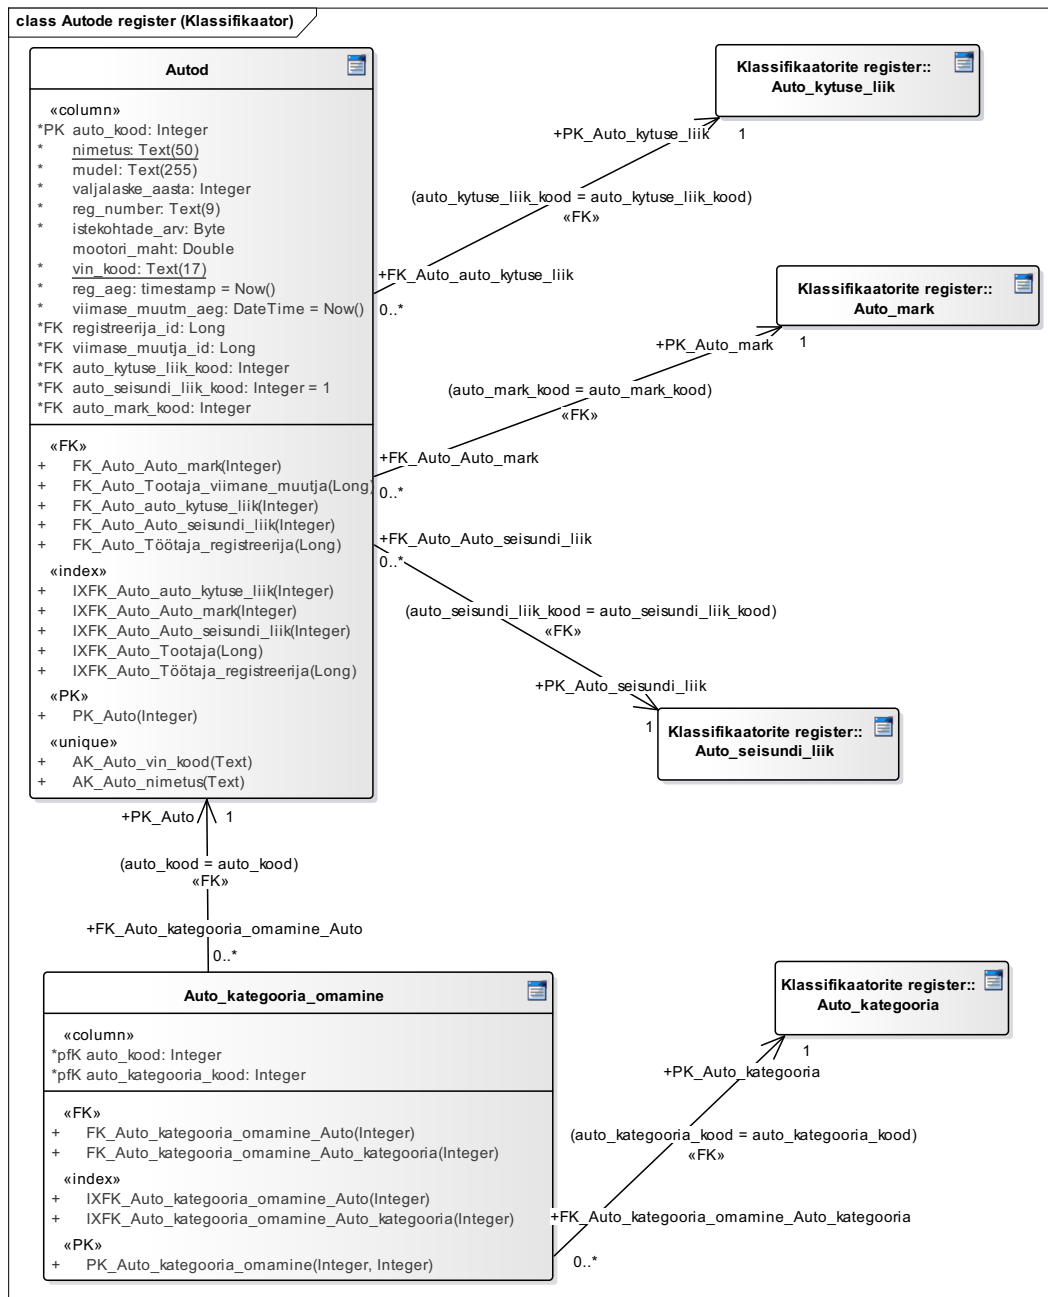 class Autode register (Klassifikaator)
Autod
«column»
*PK auto_kood: Integer
* nimetus: Text(50)
* mudel: Text(255)
* valjalaske_aasta: Integer
* reg_number: Text(9)
* istekohtade_arv: Byte
mootori_maht: Double
* vin_kood: Text(17)
* reg_aeg: timestamp = Now()
* viimase_muutm_aeg: DateTime = Now()
*FK registreerija_id: Long
*FK viimase_muutja_id: Long
*FK auto_kytuse_liik_kood: Integer
*FK auto_seisundi_liik_kood: Integer = 1
*FK auto_mark_kood: Integer
«FK»
+ FK_Auto_Auto_mark(Integer)
+ FK_Auto_Tootaja_viimane_muutja(Long)
+ FK_Auto_auto_kytuse_liik(Integer)
+ FK_Auto_Auto_seisundi_liik(Integer)
+ FK_Auto_Töötaja_registreerija(Long)
«index»
+ IXFK_Auto_auto_kytuse_liik(Integer)
+ IXFK_Auto_Auto_mark(Integer)
+ IXFK_Auto_Auto_seisundi_liik(Integer)
+ IXFK_Auto_Tootaja(Long)
+ IXFK_Auto_Töötaja_registreerija(Long)
«PK»
+ PK_Auto(Integer)
«unique»
+ AK_Auto_vin_kood(Text)
+ AK_Auto_nimetus(Text)
Klassifikaatorite register::
Auto_kytuse_liik
+PK_Auto_kytuse_liik
1
(auto_kytuse_liik_kood = auto_kytuse_liik_kood)
«FK»
+FK_Auto_auto_kytuse_liik
0..*
Klassifikaatorite register::
Auto_mark
+PK_Auto_mark
1
(auto_mark_kood = auto_mark_kood)
«FK»
+FK_Auto_Auto_mark
0..*
+FK_Auto_Auto_seisundi_liik
0..*
(auto_seisundi_liik_kood = auto_seisundi_liik_kood)
«FK»
+PK_Auto_seisundi_liik
1
Klassifikaatorite register::
Auto_seisundi_liik
+PK_Auto
1
(auto_kood = auto_kood)
«FK»
+FK_Auto_kategooria_omamine_Auto
0..*
Auto_kategooria_omamine
«column»
*pfK auto_kood: Integer
*pfK auto_kategooria_kood: Integer
«FK»
+ FK_Auto_kategooria_omamine_Auto(Integer)
+ FK_Auto_kategooria_omamine_Auto_kategooria(Integer)
«index»
+ IXFK_Auto_kategooria_omamine_Auto(Integer)
+ IXFK_Auto_kategooria_omamine_Auto_kategooria(Integer)
«PK»
+ PK_Auto_kategooria_omamine(Integer, Integer)
Klassifikaatorite register::
Auto_kategooria
1
+PK_Auto_kategooria
(auto_kategooria_kood = auto_kategooria_kood)
«FK»
+FK_Auto_kategooria_omamine_Auto_kategooria
0..*